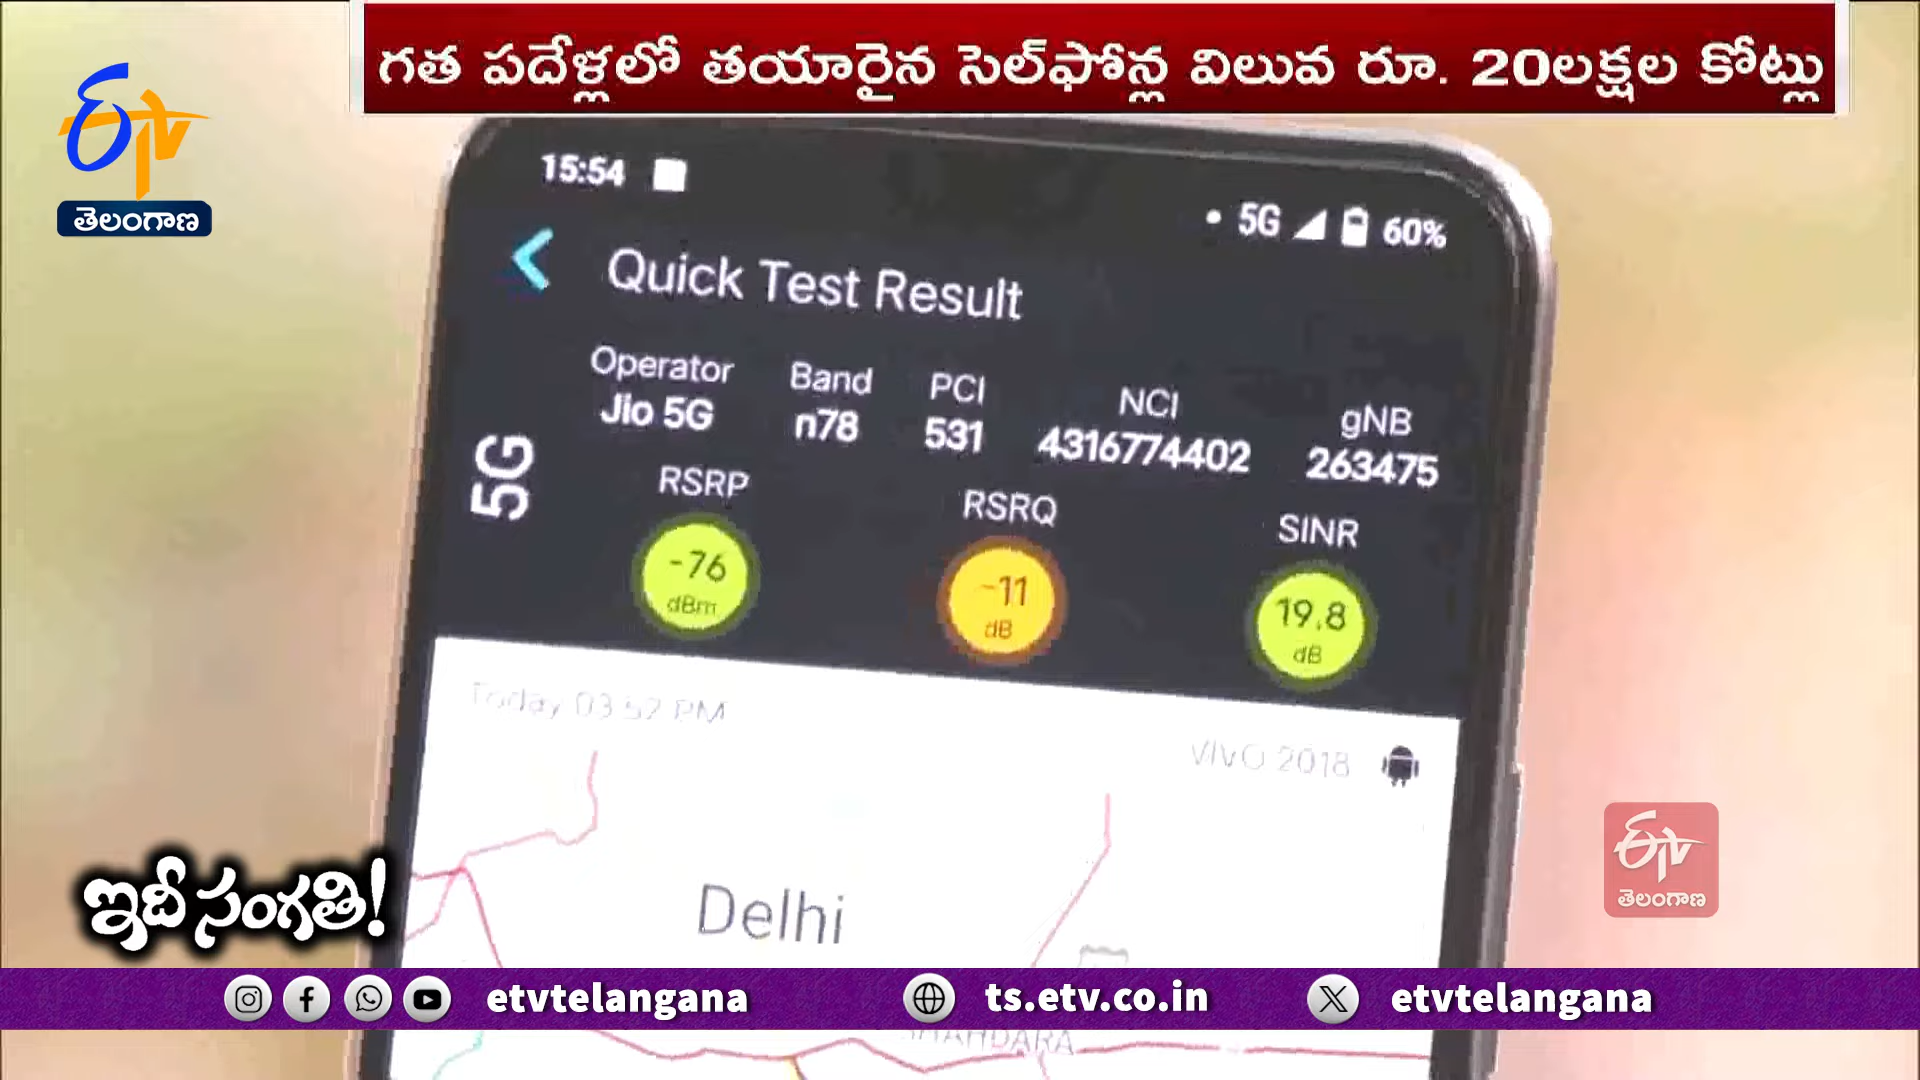 గత పదేళ్లలో తయారైన సెల్‌ఫోన్ల విలువ రూ. 20లక్షల కోట్లు
ETV
తెలంగాణ
15:54
5G 60%
Quick Test Result
Operator Band PCI NCI gNB
Jio 5G n78 531 4316774402 263475
5G
RSRP RSRQ SINR
-76 -11 19.8
dBm dB dB
Today 03:52 PM
VIVO 2018
Delhi
ఇదీ సంగతి!
ETV
తెలంగాణ
etvtelangana ts.etv.co.in etvtelangana